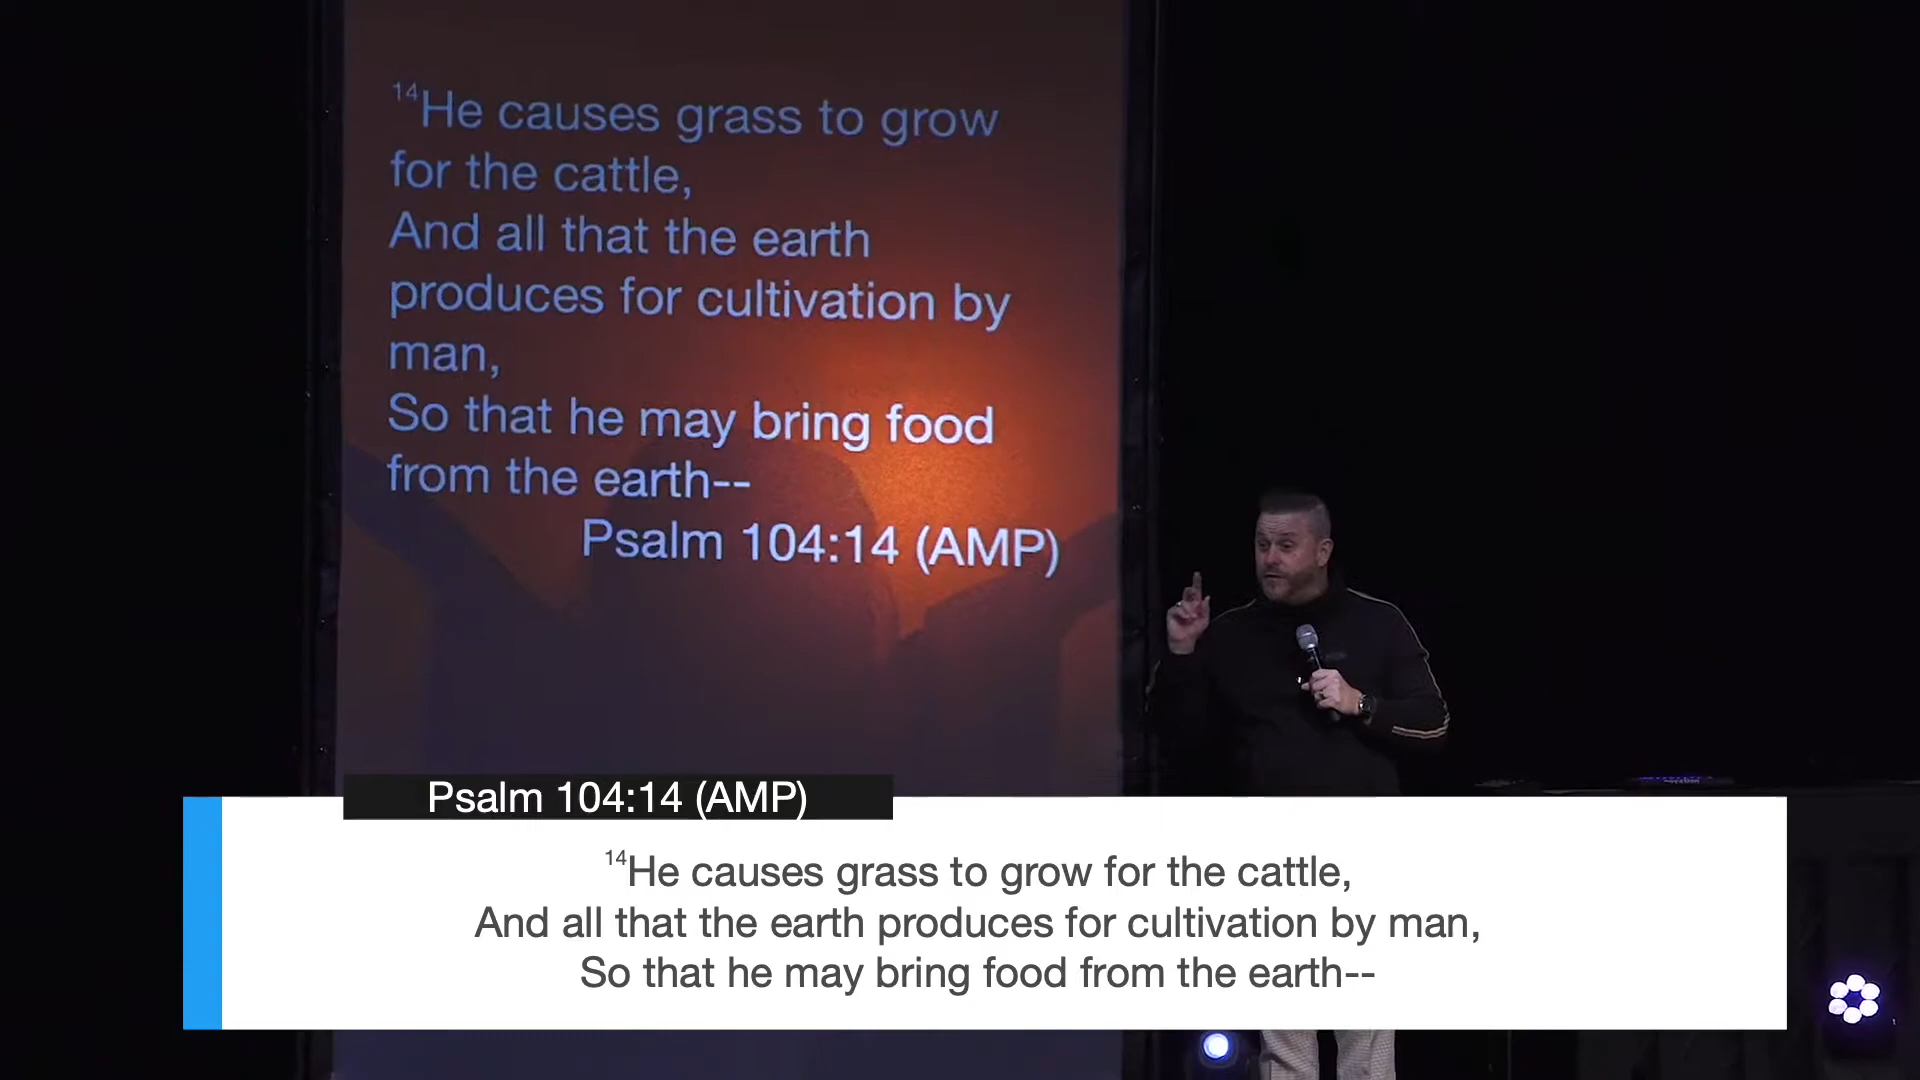 14He causes grass to grow
for the cattle,
And all that the earth
produces for cultivation by
man,
So that he may bring food
from the earth--
Psalm 104:14 (AMP)
Psalm 104:14 (AMP)
14He causes grass to grow for the cattle,
And all that the earth produces for cultivation by man,
So that he may bring food from the earth--